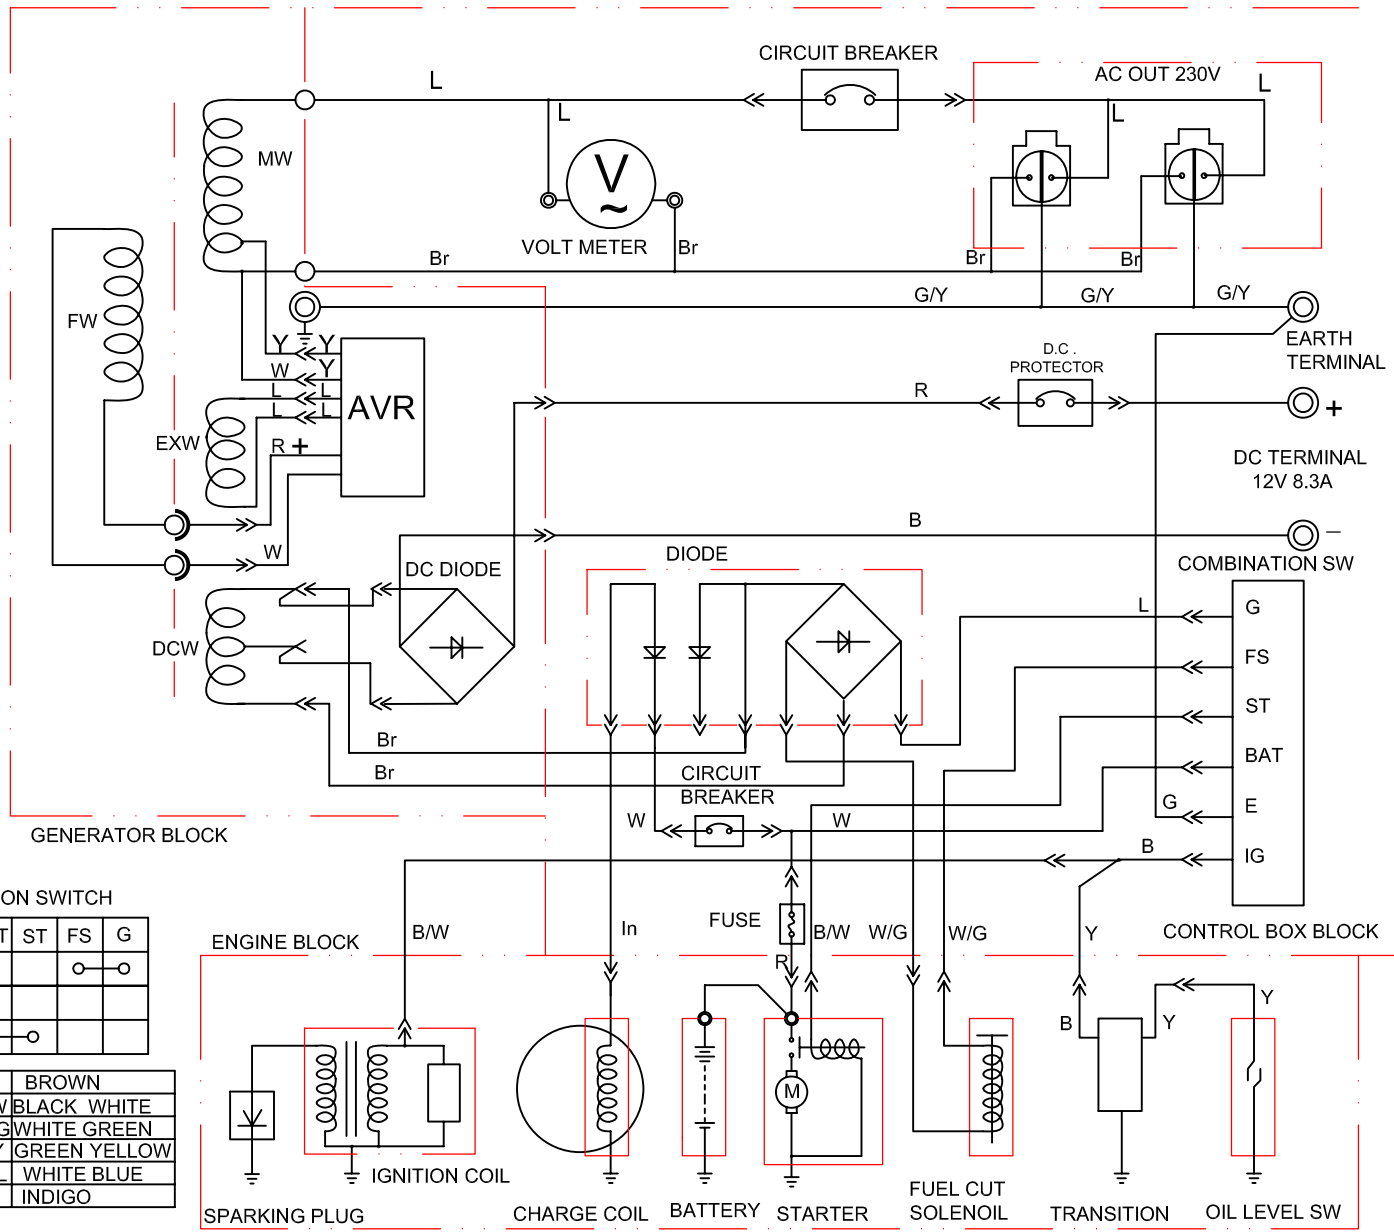 CIRCUIT BREAKER
AC OUT 230V
L
L
L
L
MW
V
~
VOLT METER
Br
Br
Br
Br
G/Y
G/Y
G/Y
FW
EARTH
TERMINAL
Y
Y
W
Y
L
L
L
L
AVR
D.C .
PROTECTOR
R
+
EXW
R +
DC TERMINAL
12V 8.3A
B
−
W
DC DIODE
DIODE
COMBINATION SW
L
G
DCW
FS
ST
Br
Br
BAT
CIRCUIT
BREAKER
W
W
G
E
GENERATOR BLOCK
B
IG
ON SWITCH
T
ST
FS
G
ENGINE BLOCK
B/W
In
FUSE
R
B/W
W/G
W/G
Y
CONTROL BOX BLOCK
B
Y
Y
M
BROWN
W BLACK WHITE
G WHITE GREEN
Y GREEN YELLOW
L WHITE BLUE
INDIGO
IGNITION COIL
SPARKING PLUG
CHARGE COIL
BATTERY
STARTER
FUEL CUT
SOLENOIL
TRANSITION
OIL LEVEL SW